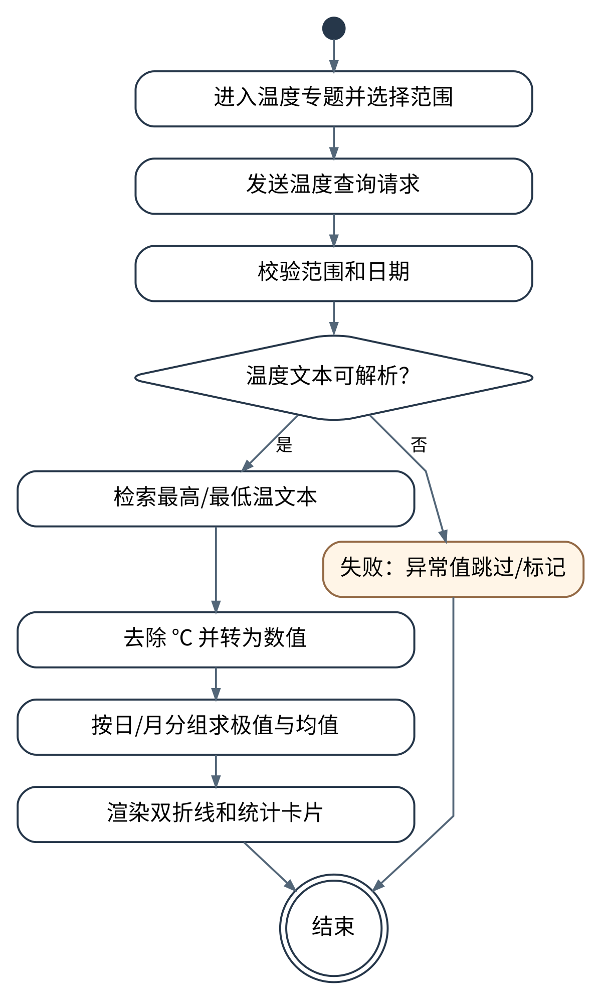 进入温度专题并选择范围
发送温度查询请求
校验范围和日期
温度文本可解析？
是
否
检索最高/最低温文本
失败：异常值跳过/标记
去除 ℃ 并转为数值
按日/月分组求极值与均值
渲染双折线和统计卡片
结束